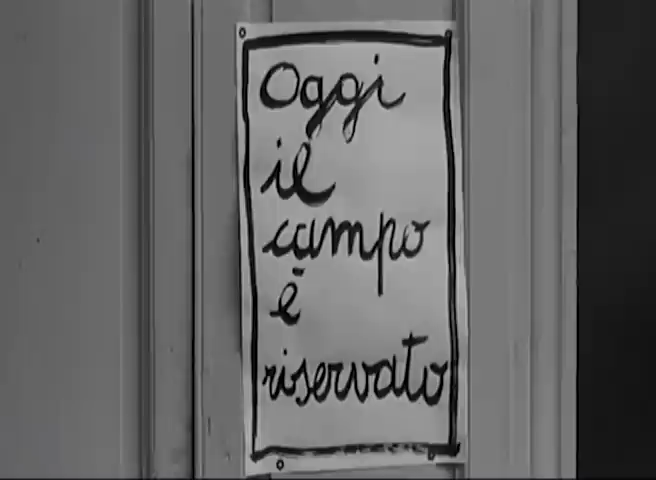 Oggi
il
campo
è
riservato